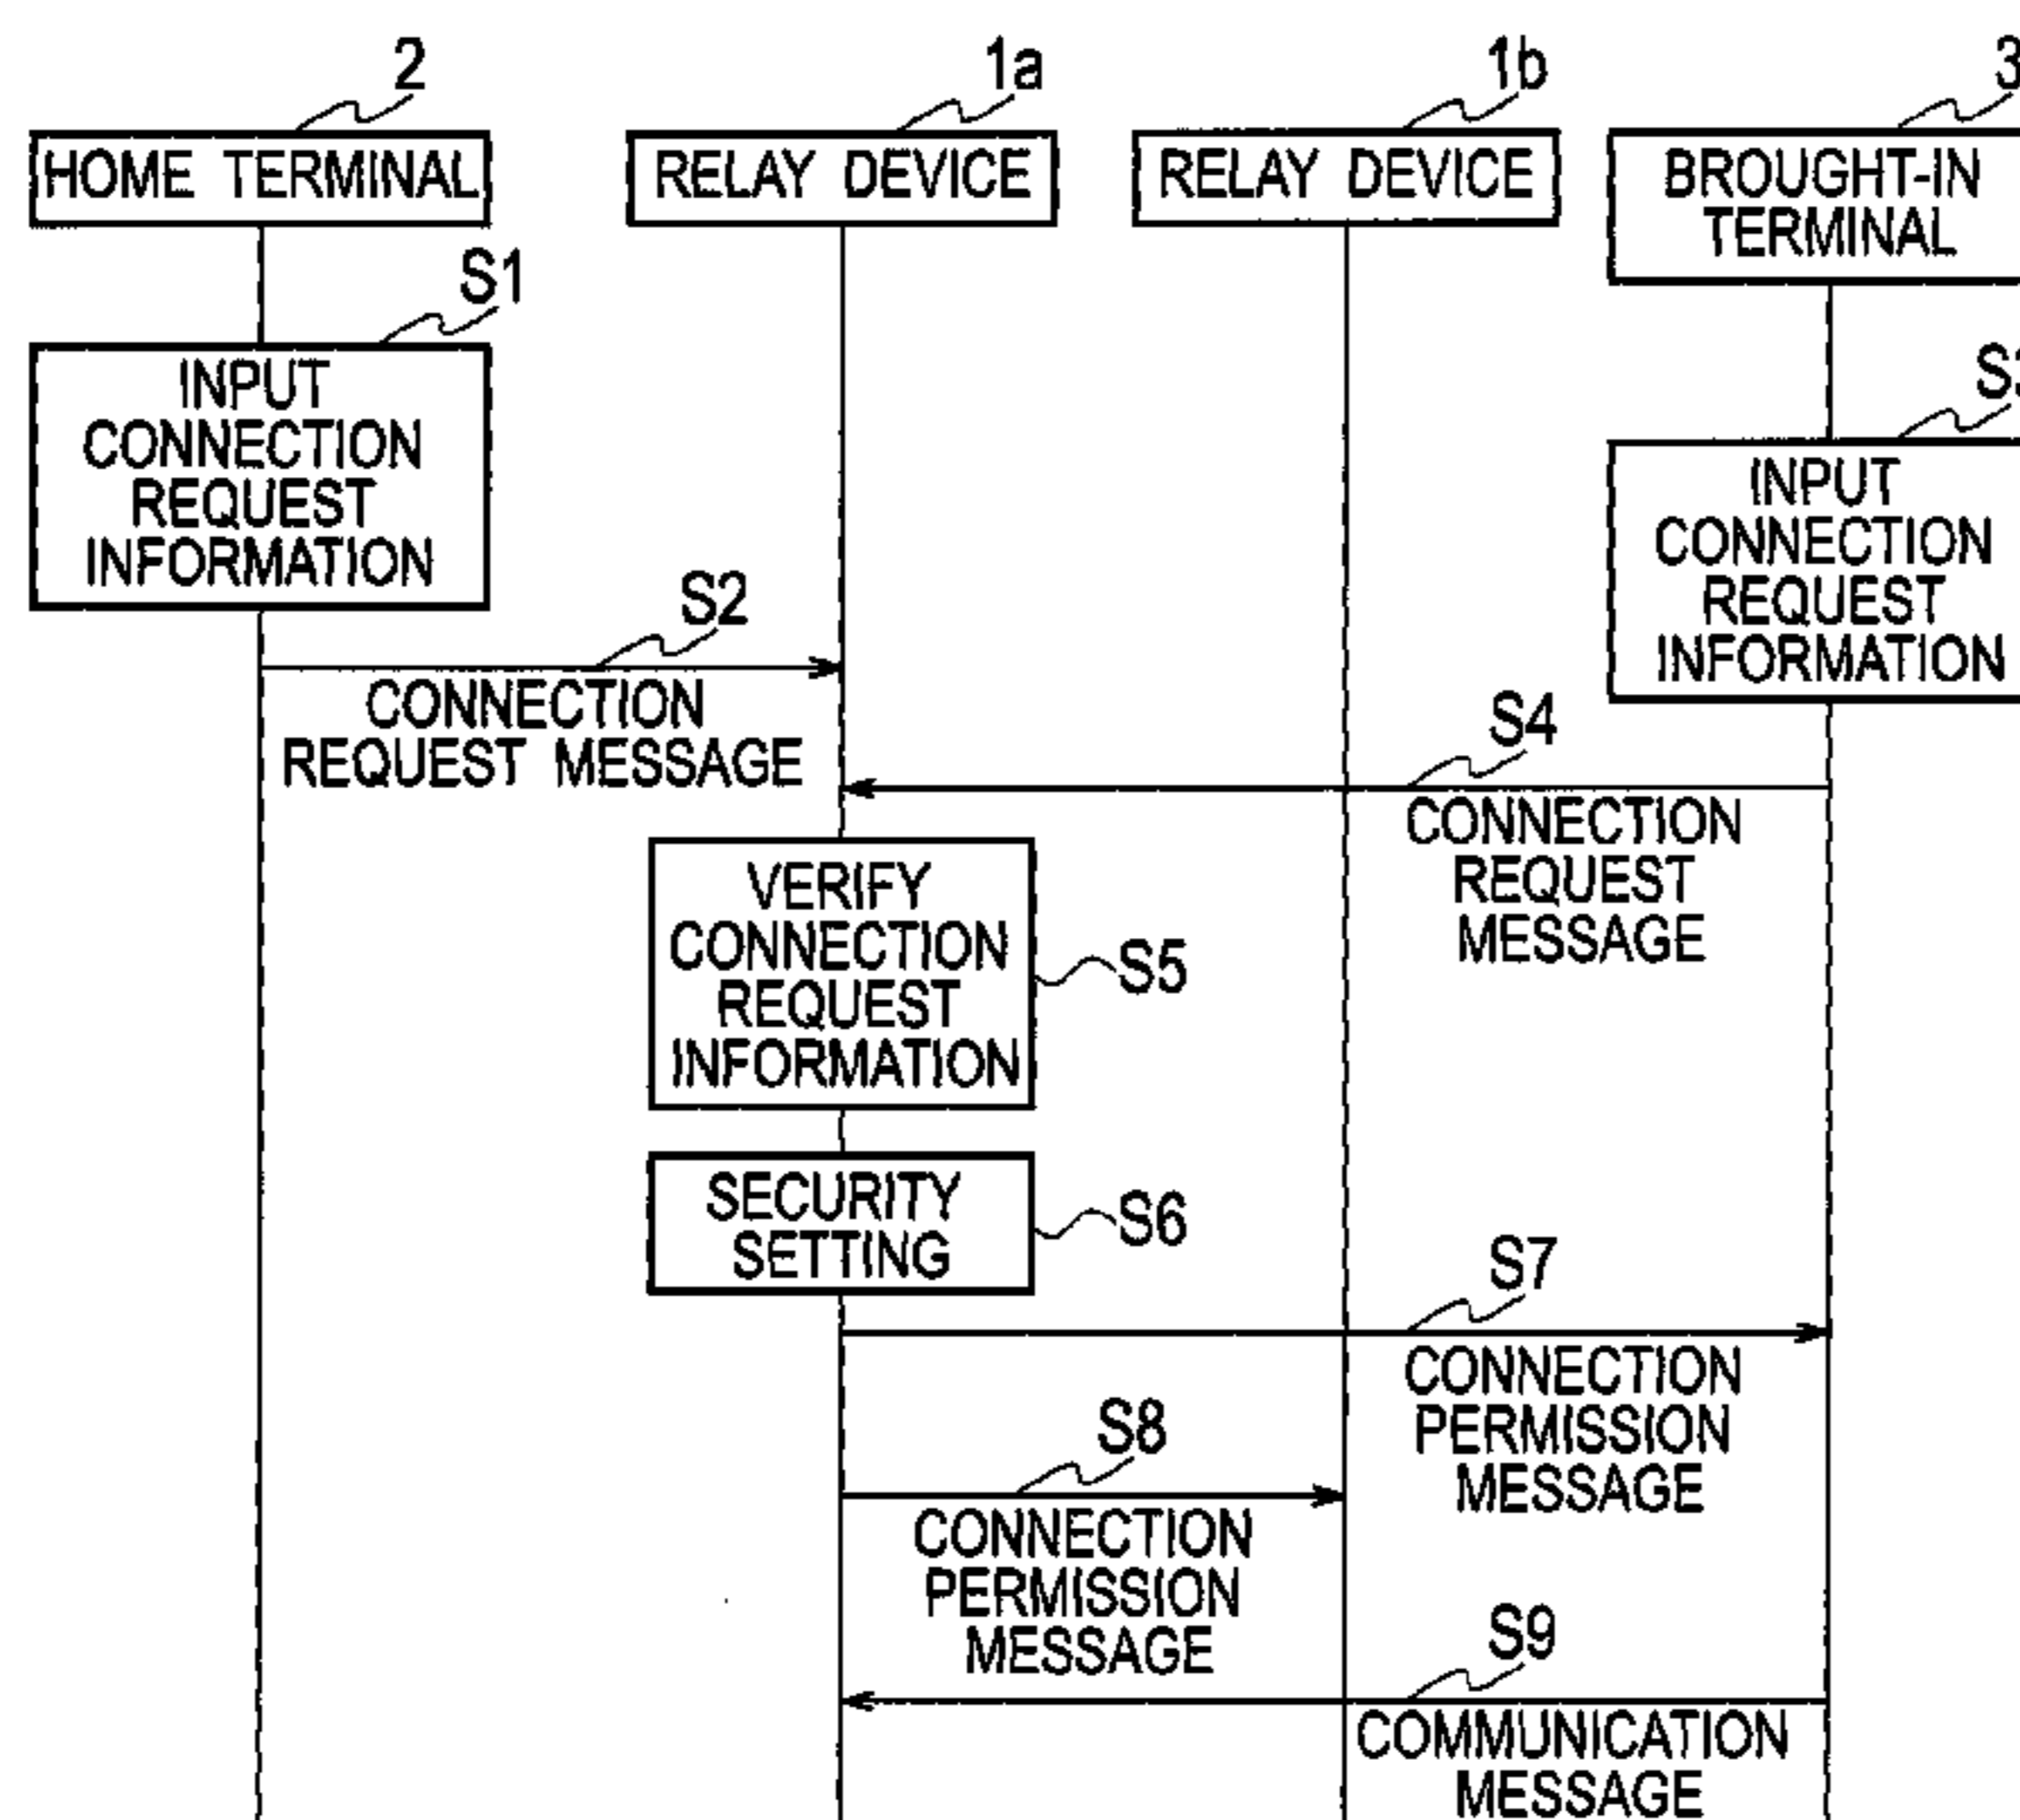 2
1a
1b
3
HOME TERMINAL
RELAY DEVICE
RELAY DEVICE
BROUGHT-IN
TERMINAL
S1
INPUT
CONNECTION
REQUEST
INFORMATION
S3
INPUT
CONNECTION
REQUEST
INFORMATION
S2
CONNECTION
REQUEST MESSAGE
S4
CONNECTION
REQUEST
MESSAGE
VERIFY
CONNECTION
REQUEST
INFORMATION
S5
SECURITY
SETTING
S6
S7
CONNECTION
PERMISSION
MESSAGE
S8
CONNECTION
PERMISSION
MESSAGE
S9
COMMUNICATION
MESSAGE